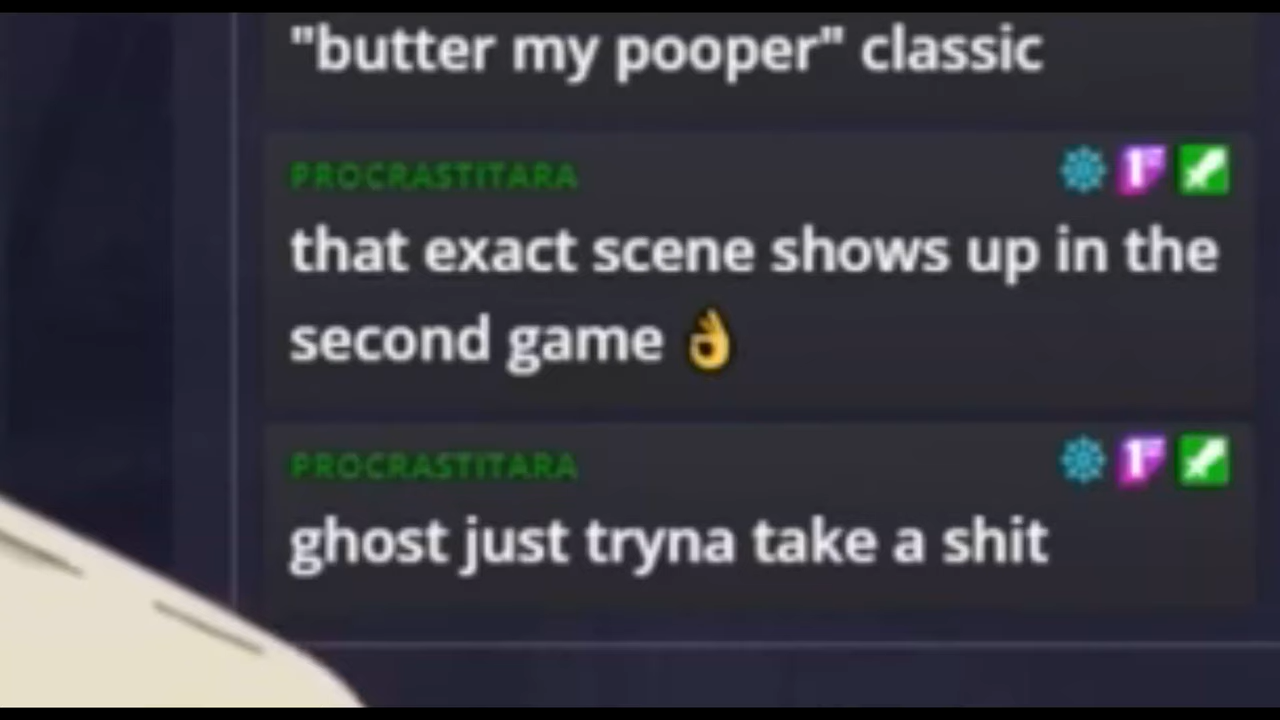 "butter my pooper" classic
PROCRASTITARA
that exact scene shows up in the
second game 👌
PROCRASTITARA
ghost just tryna take a shit